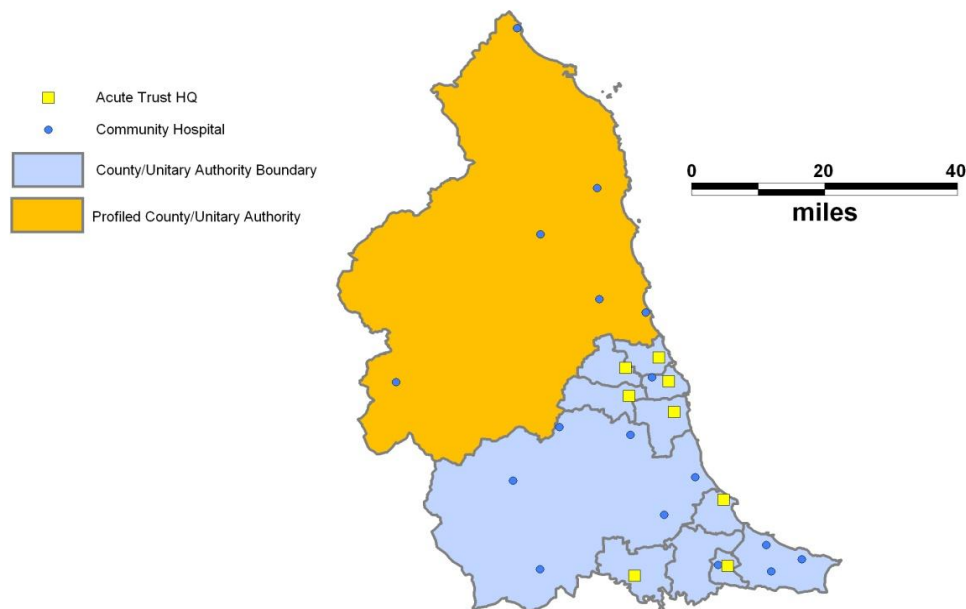 Acute Trust HQ
Community Hospital
County/Unitary Authority Boundary
Profiled County/Unitary Authority
0 20 40
miles